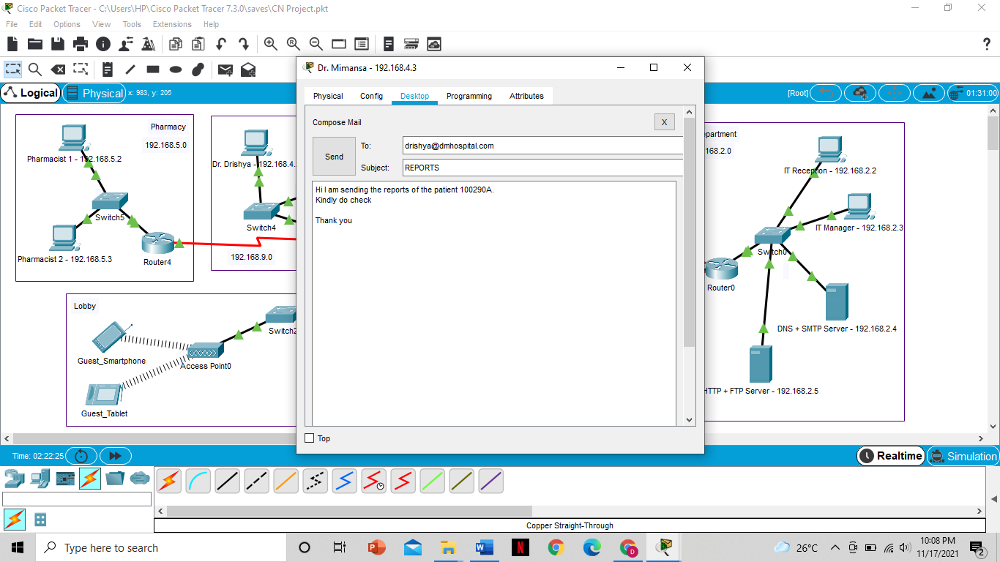 Cisco Packet Tracer - C:\Users\HP\Cisco Packet Tracer 7.3.0\saves\CN Project.pkt
File Edit Options View Tools Extensions Help
Logical Physical x: 983, y: 205
[Root] 01:31:00
Dr. Mimansa - 192.168.4.3
Physical Config Desktop Programming Attributes
Compose Mail
X
Send
To: drishya@dmhospital.com
Subject: REPORTS
Hi I am sending the reports of the patient 100290A.
Kindly do check
Thank you
Top
Pharmacy
192.168.5.0
Pharmacist 1 - 192.168.5.2
Switch5
Pharmacist 2 - 192.168.5.3
Router4
Dr. Drishya - 192.168.4.
Switch4
192.168.9.0
Lobby
Switch2
Guest_Smartphone
Access Point0
Guest_Tablet
epartment
168.2.0
IT Reception - 192.168.2.2
IT Manager - 192.168.2.3
Switch0
Router0
DNS + SMTP Server - 192.168.2.4
HTTP + FTP Server - 192.168.2.5
Time: 02:22:25
Realtime Simulation
Copper Straight-Through
Type here to search
26°C
10:08 PM
11/17/2021
2